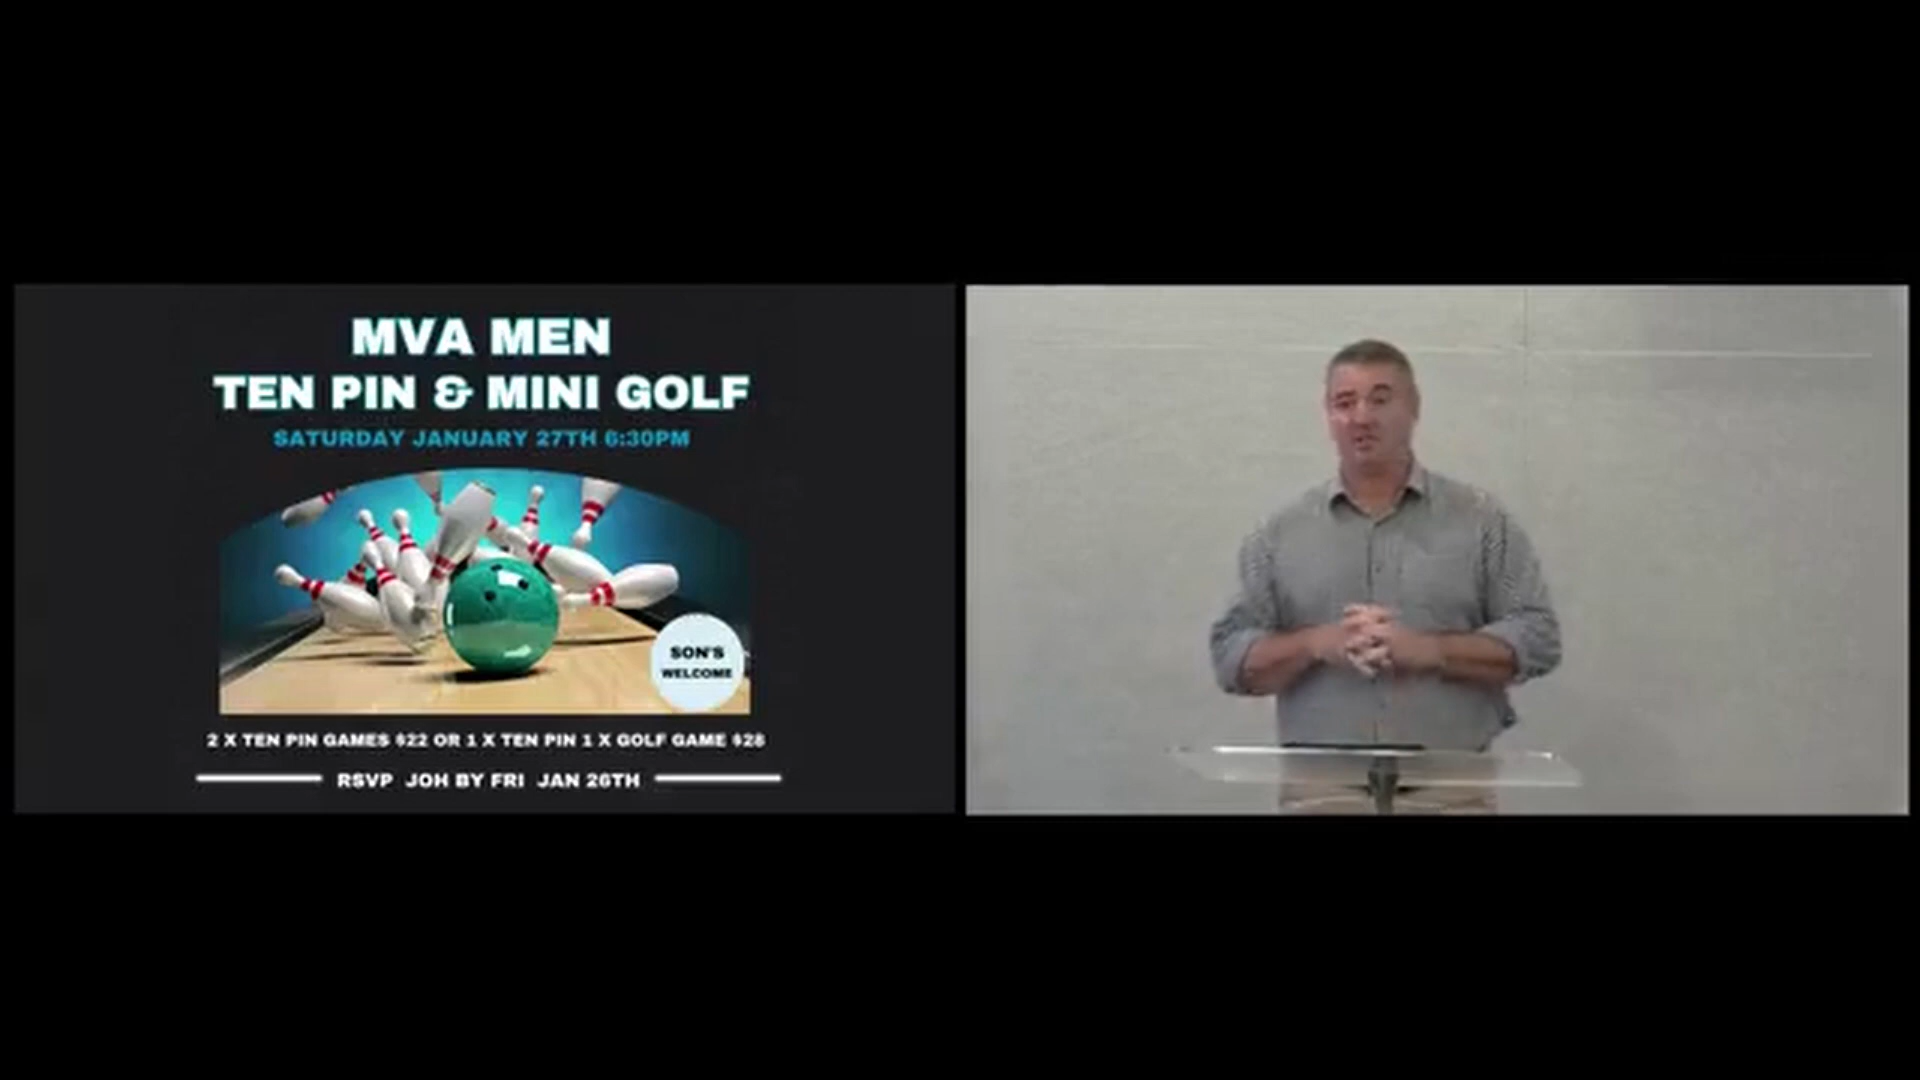 MVA MEN
TEN PIN & MINI GOLF
SATURDAY JANUARY 27TH 6:30PM
SON'S
WELCOME
2 X TEN PIN GAMES $22 OR 1 X TEN PIN 1 X GOLF GAME $28
RSVP JOH BY FRI JAN 26TH